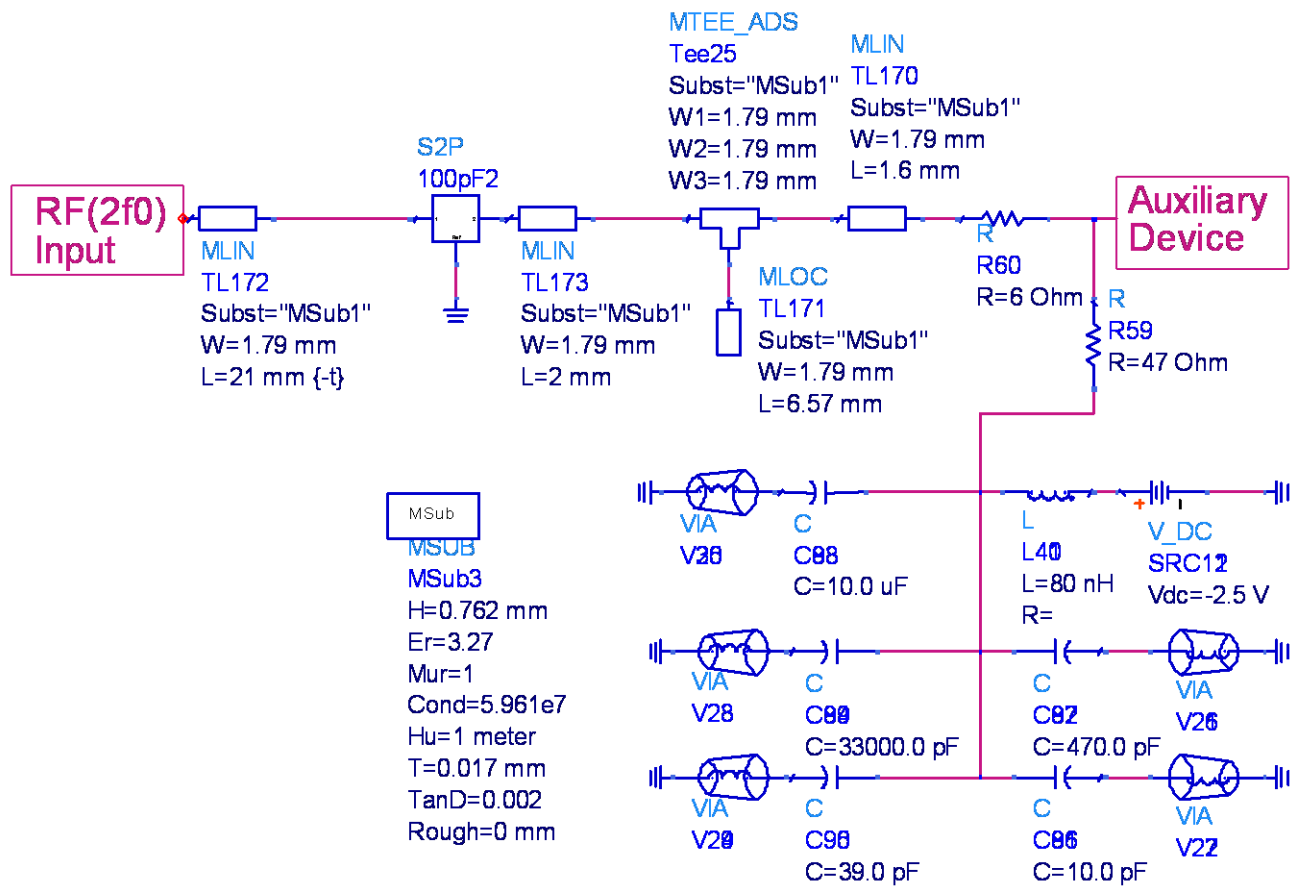 MTEE_ADS
Tee25
Subst="MSub1"
W1=1.79 mm
W2=1.79 mm
W3=1.79 mm
MLIN
TL170
Subst="MSub1"
W=1.79 mm
L=1.6 mm
S2P
100pF2
Ref
RF(2f0)
Input
MLIN
TL172
Subst="MSub1"
W=1.79 mm
L=21 mm {-t}
MLIN
TL173
Subst="MSub1"
W=1.79 mm
L=2 mm
MLOC
TL171
Subst="MSub1"
W=1.79 mm
L=6.57 mm
R
R60
R=6 Ohm
Auxiliary
Device
R
R59
R=47 Ohm
MSub
MSUB
MSub3
H=0.762 mm
Er=3.27
Mur=1
Cond=5.961e7
Hu=1 meter
T=0.017 mm
TanD=0.002
Rough=0 mm
VIA
C
C=10.0 uF
L
L=80 nH
R=
+
V_DC
Vdc=-2.5 V
VIA
V28
C
C=33000.0 pF
C
C=470.0 pF
VIA
VIA
C
C=39.0 pF
C
C=10.0 pF
VIA